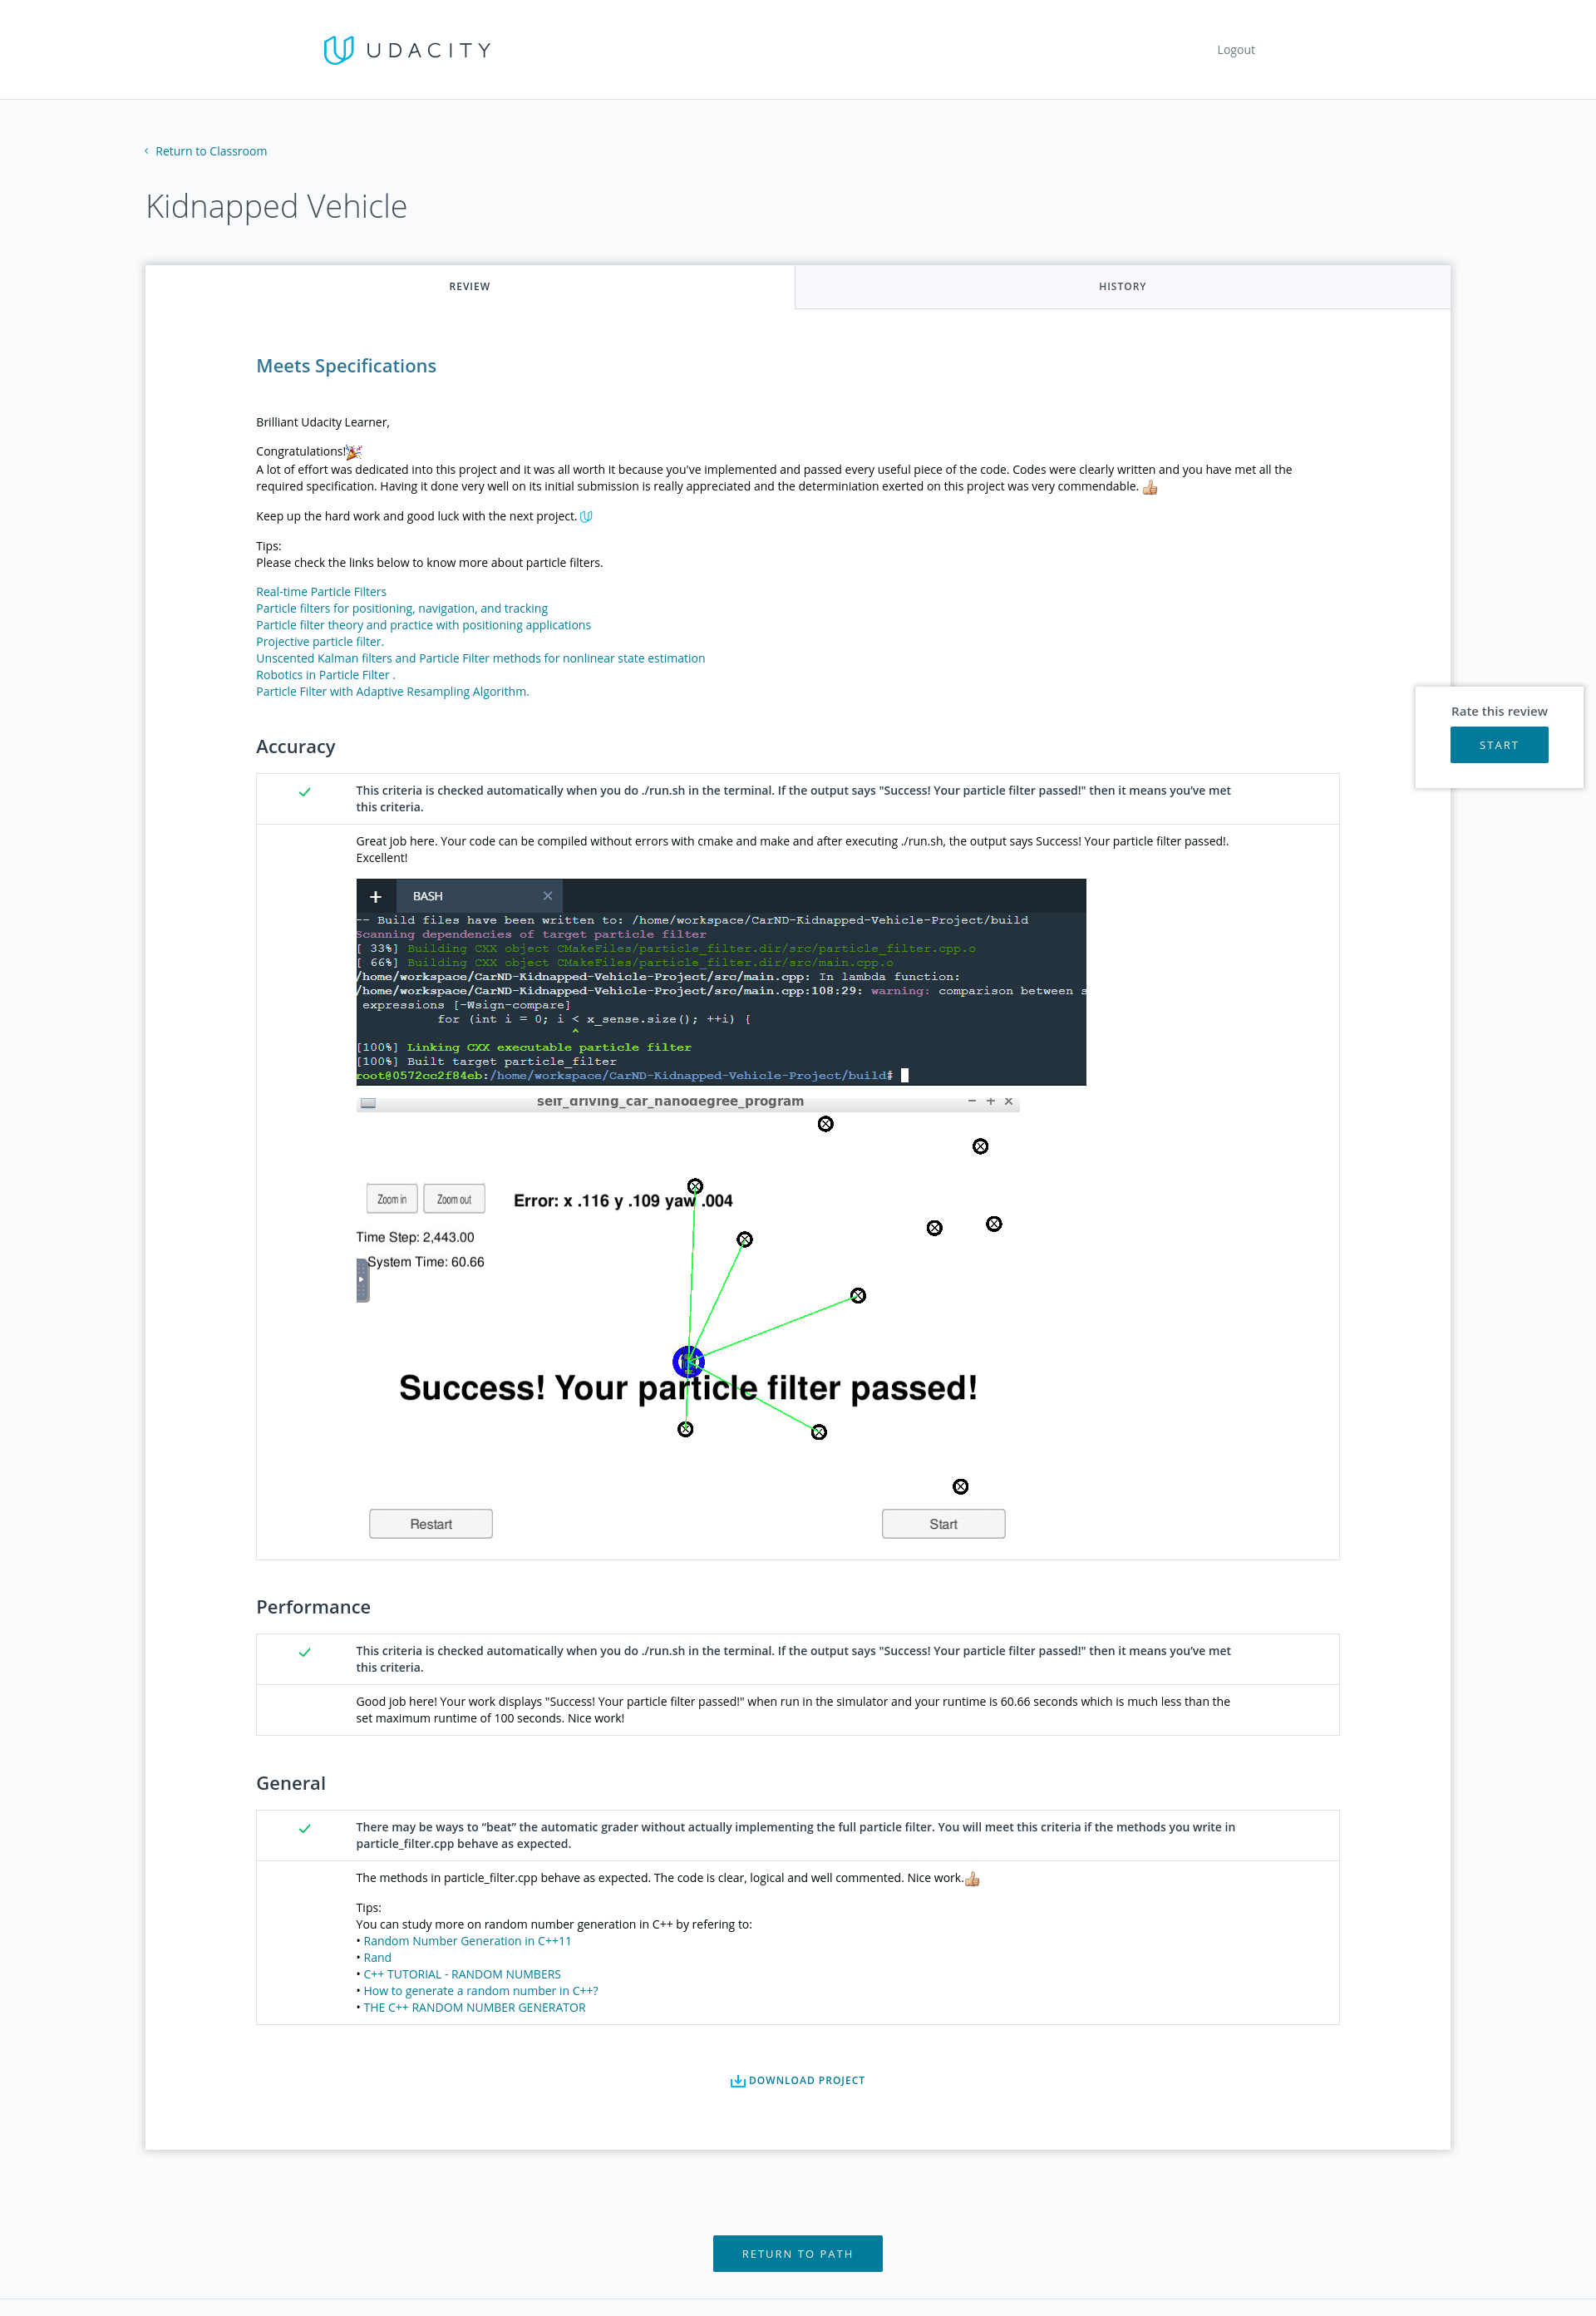 UDACITY
Logout
Return to Classroom
Kidnapped Vehicle
REVIEW
HISTORY
Meets Specifications
Brilliant Udacity Learner,
Congratulations!
A lot of effort was dedicated into this project and it was all worth it because you've implemented and passed every useful piece of the code. Codes were clearly written and you have met all the
required specification. Having it done very well on its initial submission is really appreciated and the determiniation exerted on this project was very commendable.
Keep up the hard work and good luck with the next project.
Tips:
Please check the links below to know more about particle filters.
Real-time Particle Filters
Particle filters for positioning, navigation, and tracking
Particle filter theory and practice with positioning applications
Projective particle filter.
Unscented Kalman filters and Particle Filter methods for nonlinear state estimation
Robotics in Particle Filter .
Particle Filter with Adaptive Resampling Algorithm.
Rate this review
START
Accuracy
This criteria is checked automatically when you do ./run.sh in the terminal. If the output says "Success! Your particle filter passed!" then it means you've met
this criteria.
Great job here. Your code can be compiled without errors with cmake and make and after executing ./run.sh, the output says Success! Your particle filter passed!.
Excellent!
+ BASH
-- Build files have been written to: /home/workspace/CarND-Kidnapped-Vehicle-Project/build
Scanning dependencies of target particle filter
[ 33%] Building CXX object CMakeFiles/particle_filter.dir/src/particle_filter.cpp.o
[ 66%] Building CXX object CMakeFiles/particle_filter.dir/src/main.cpp.o
/home/workspace/CarND-Kidnapped-Vehicle-Project/src/main.cpp: In lambda function:
/home/workspace/CarND-Kidnapped-Vehicle-Project/src/main.cpp:108:29: warning: comparison between s
expressions [-Wsign-compare]
for (int i = 0; i < x_sense.size(); ++i) {
^
[100%] Linking CXX executable particle filter
[100%] Built target particle_filter
root@0572cc2f84eb:/home/workspace/CarND-Kidnapped-Vehicle-Project/build#
self_driving_car_nanodegree_program
Zoom in
Zoom out
Error: x .116 y .109 yaw .004
Time Step: 2,443.00
System Time: 60.66
Success! Your particle filter passed!
Restart
Start
Performance
This criteria is checked automatically when you do ./run.sh in the terminal. If the output says "Success! Your particle filter passed!" then it means you've met
this criteria.
Good job here! Your work displays "Success! Your particle filter passed!" when run in the simulator and your runtime is 60.66 seconds which is much less than the
set maximum runtime of 100 seconds. Nice work!
General
There may be ways to “beat” the automatic grader without actually implementing the full particle filter. You will meet this criteria if the methods you write in
particle_filter.cpp behave as expected.
The methods in particle_filter.cpp behave as expected. The code is clear, logical and well commented. Nice work.
Tips:
You can study more on random number generation in C++ by refering to:
• Random Number Generation in C++11
• Rand
• C++ TUTORIAL - RANDOM NUMBERS
• How to generate a random number in C++?
• THE C++ RANDOM NUMBER GENERATOR
DOWNLOAD PROJECT
RETURN TO PATH